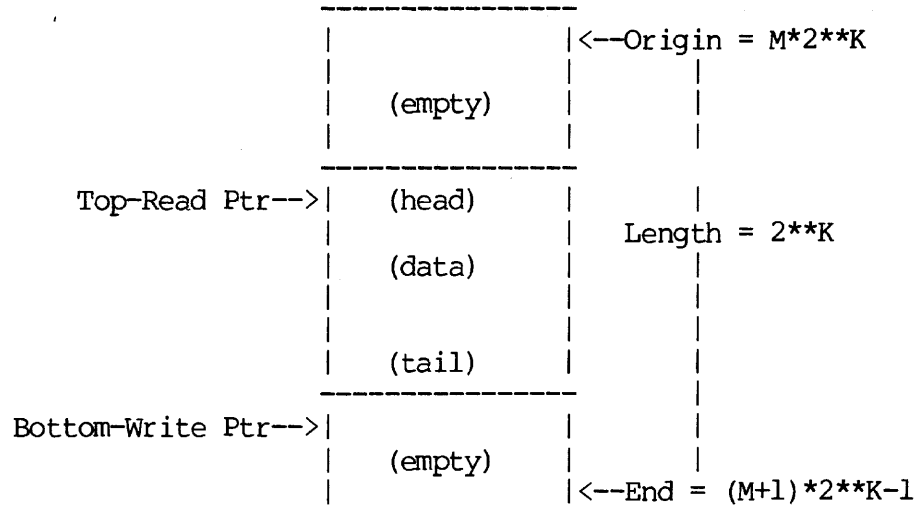 <--Origin = M*2**K
(empty)
Top-Read Ptr--> (head)
Length = 2**K
(data)
(tail)
Bottom-Write Ptr-->
(empty)
<--End = (M+1)*2**K-1